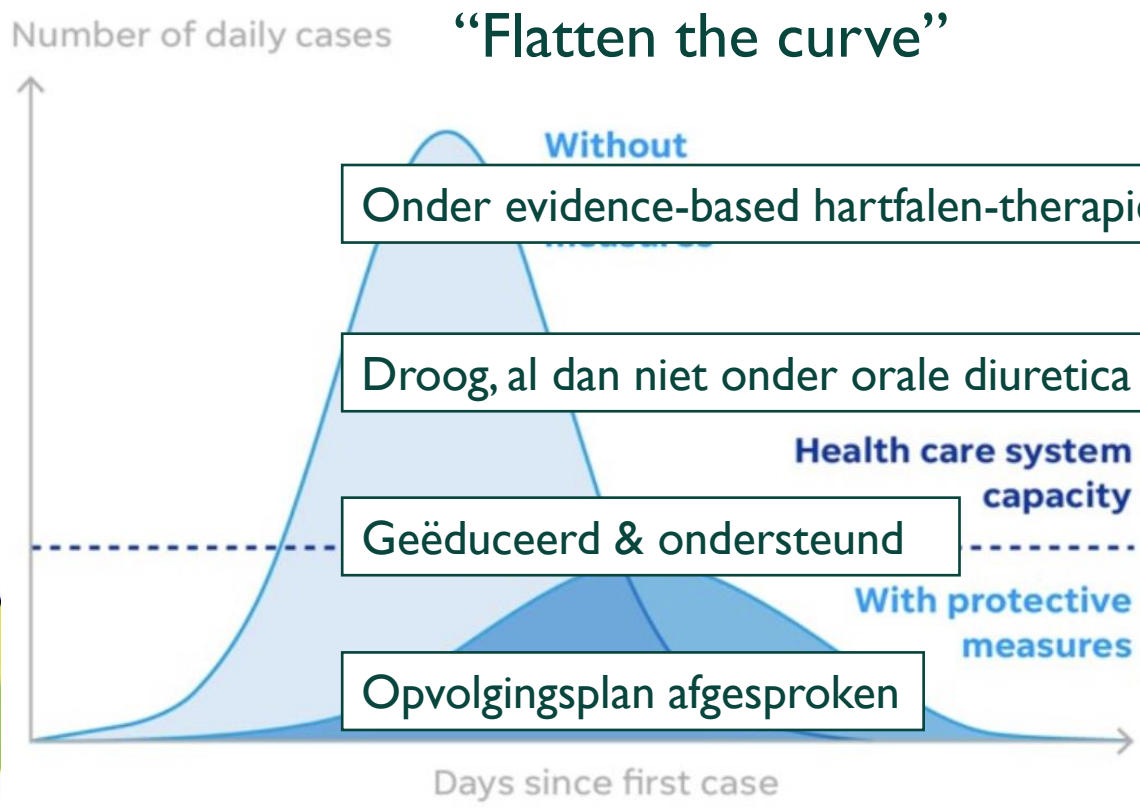 Number of daily cases
“Flatten the curve”
Without
Onder evidence-based hartfalen-therapie
Droog, al dan niet onder orale diuretica
Health care system
capacity
Geëduceerd & ondersteund
With protective
measures
Opvolgingsplan afgesproken
Days since first case